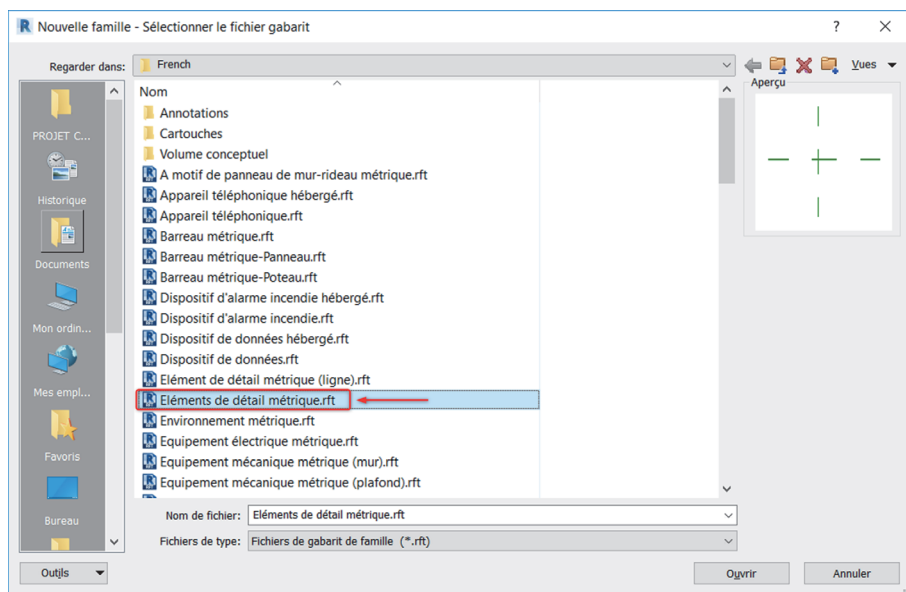 Nouvelle famille - Sélectionner le fichier gabarit
Regarder dans: French Vues
Aperçu
Nom
Annotations
Cartouches
Volume conceptuel
A motif de panneau de mur-rideau métrique.rft
Appareil téléphonique hébergé.rft
Appareil téléphonique.rft
Barreau métrique.rft
Barreau métrique-Panneau.rft
Barreau métrique-Poteau.rft
Dispositif d'alarme incendie hébergé.rft
Dispositif d'alarme incendie.rft
Dispositif de données hébergé.rft
Dispositif de données.rft
Elément de détail métrique (ligne).rft
Eléments de détail métrique.rft
Environnement métrique.rft
Equipement électrique métrique.rft
Equipement mécanique métrique (mur).rft
Equipement mécanique métrique (plafond).rft
PROJET C...
Historique
Documents
Mon ordin...
Mes empl...
Favoris
Bureau
Nom de fichier: Eléments de détail métrique.rft
Fichiers de type: Fichiers de gabarit de famille (*.rft)
Outils Ouvrir Annuler